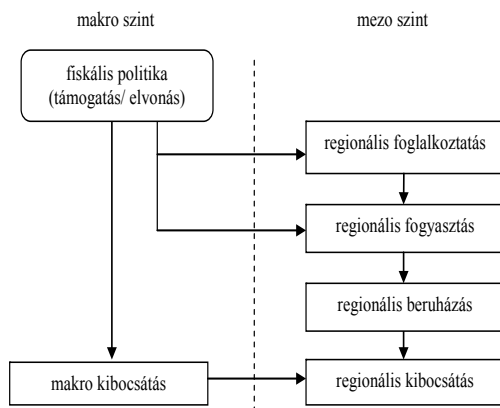 makro szint
mezo szint
fiskális politika
(támogatás/ elvonás)
regionális foglalkoztatás
regionális fogyasztás
regionális beruházás
makro kibocsátás
regionális kibocsátás